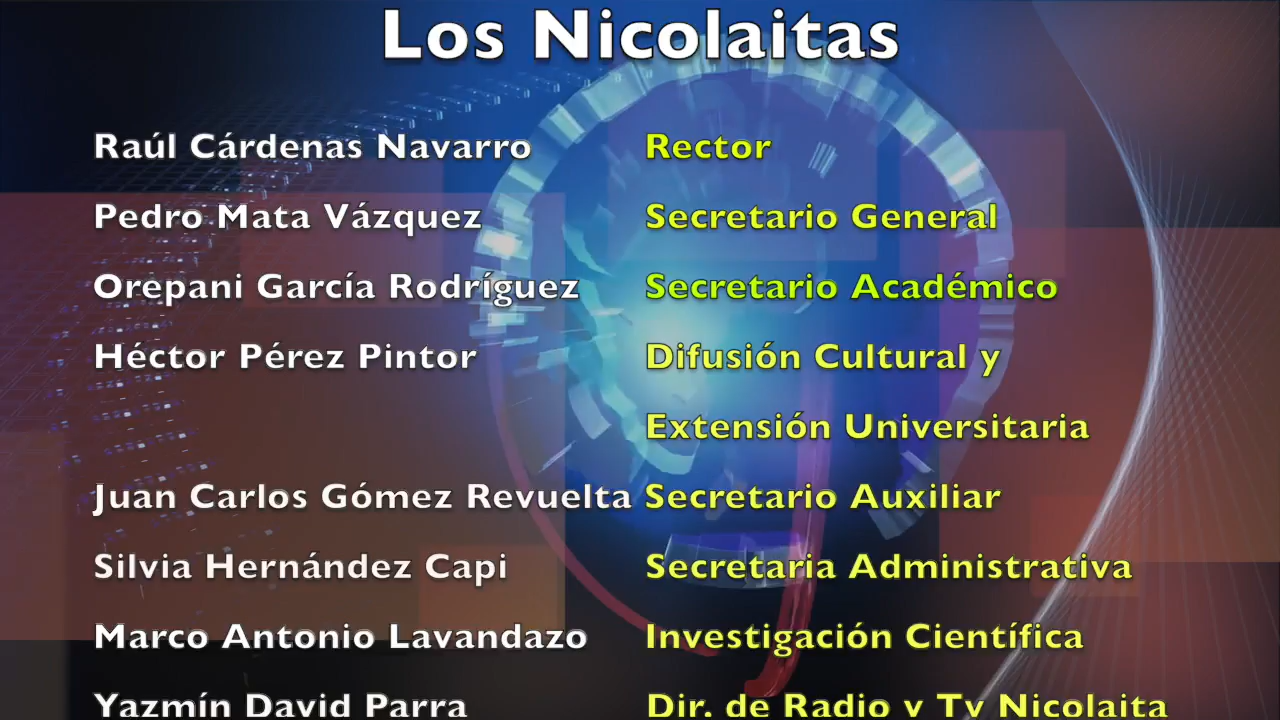 Los Nicolaitas
Raúl Cárdenas Navarro Rector
Pedro Mata Vázquez Secretario General
Orepani García Rodríguez Secretario Académico
Héctor Pérez Pintor Difusión Cultural y
Extensión Universitaria
Juan Carlos Gómez Revuelta Secretario Auxiliar
Silvia Hernández Capi Secretaria Administrativa
Marco Antonio Lavandazo Investigación Científica
Yazmín David Parra Dir. de Radio y Tv Nicolaita